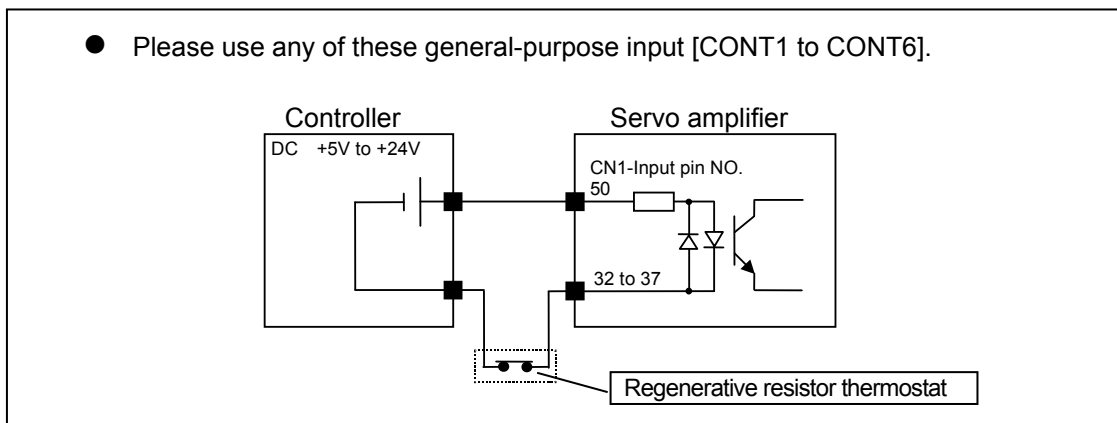 ● Please use any of these general-purpose input [CONT1 to CONT6].
Controller
Servo amplifier
DC +5V to +24V
CN1-Input pin NO.
50
32 to 37
Regenerative resistor thermostat